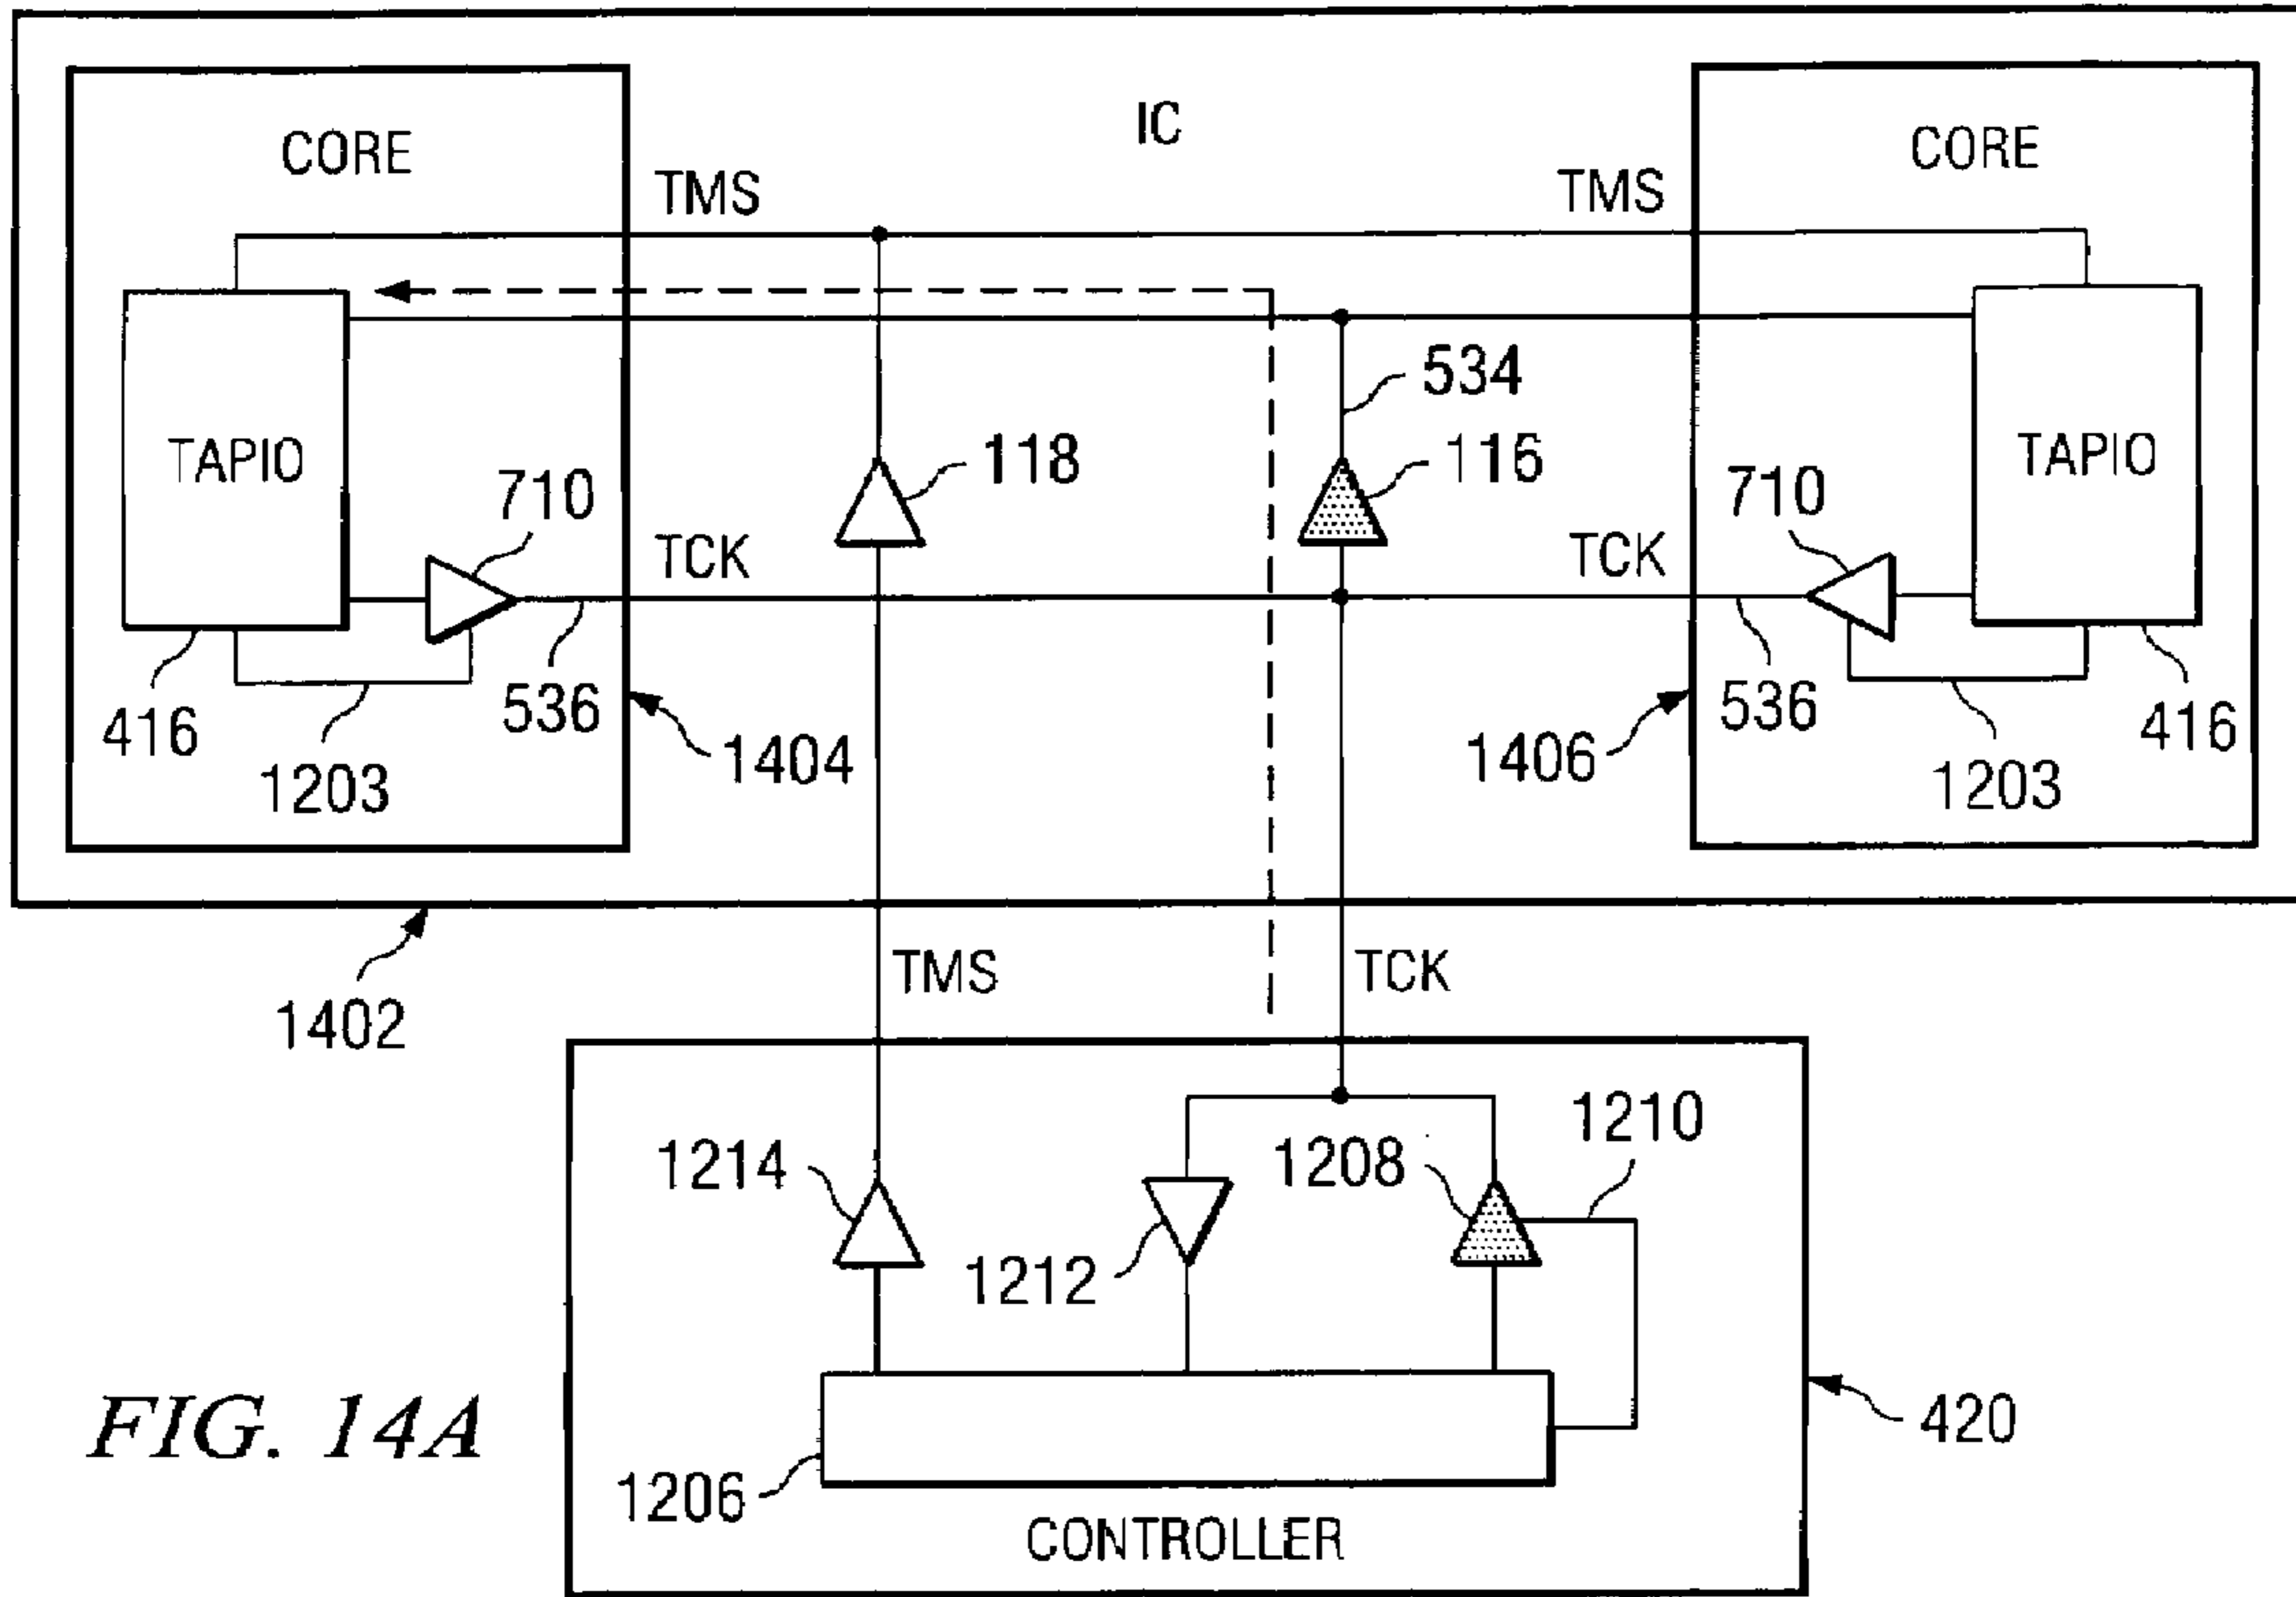 IC
CORE
CORE
TMS
TMS
534
TAPIO
118
116
TAPIO
710
710
TCK
TCK
416
536
1404
1406
536
416
1203
1203
TMS
TCK
1402
1210
1214
1208
1212
420
1206
CONTROLLER
FIG. 14A